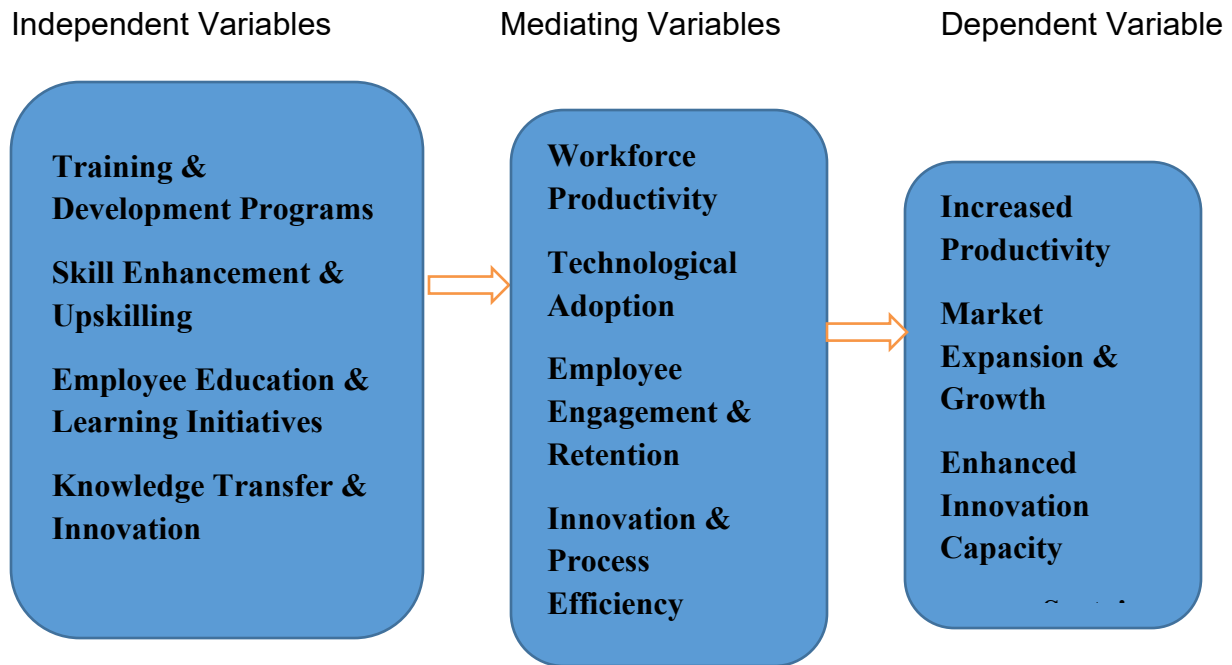 Independent Variables
Mediating Variables
Dependent Variable
Training &
Development Programs
Skill Enhancement &
Upskilling
Employee Education &
Learning Initiatives
Knowledge Transfer &
Innovation
Workforce
Productivity
Technological
Adoption
Employee
Engagement &
Retention
Innovation &
Process
Efficiency
Increased
Productivity
Market
Expansion &
Growth
Enhanced
Innovation
Capacity